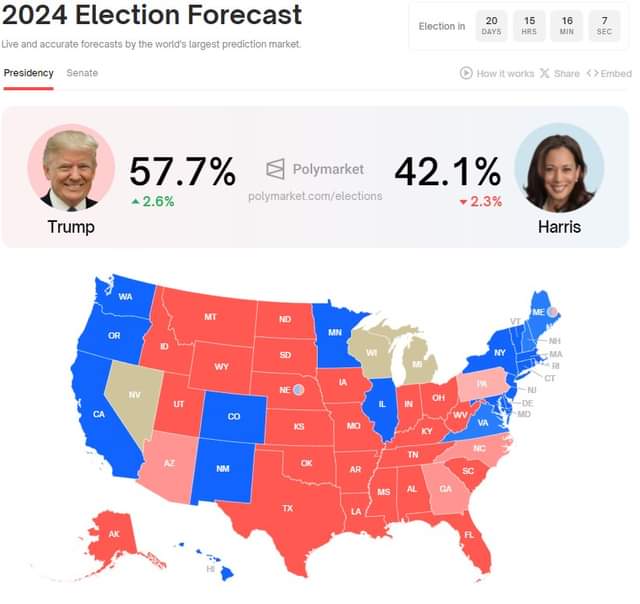 2024 Election Forecast
Live and accurate forecasts by the world's largest prediction market.
Election in
20 DAYS
15 HRS
16 MIN
7 SEC
Presidency Senate
How it works Share Embed
57.7%
2.6%
Trump
Polymarket
polymarket.com/elections
42.1%
2.3%
Harris
WA
OR
CA
NV
ID
MT
WY
UT
AZ
CO
NM
ND
SD
NE
KS
OK
TX
MN
IA
MO
AR
LA
WI
IL
MI
IN
OH
KY
TN
MS
AL
GA
FL
SC
NC
VA
WV
PA
NY
VT
ME
NH
MA
RI
CT
NJ
DE
MD
AK
HI